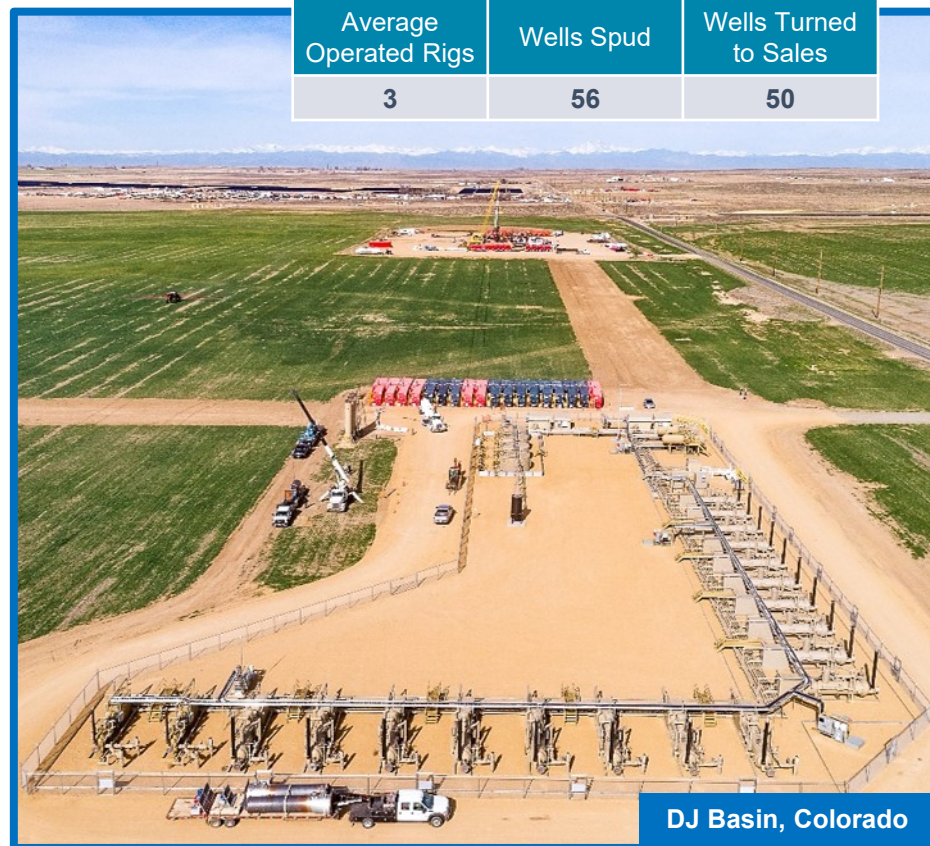 Average
Operated Rigs
Wells Spud
Wells Turned
to Sales
3
56
50
DJ Basin, Colorado